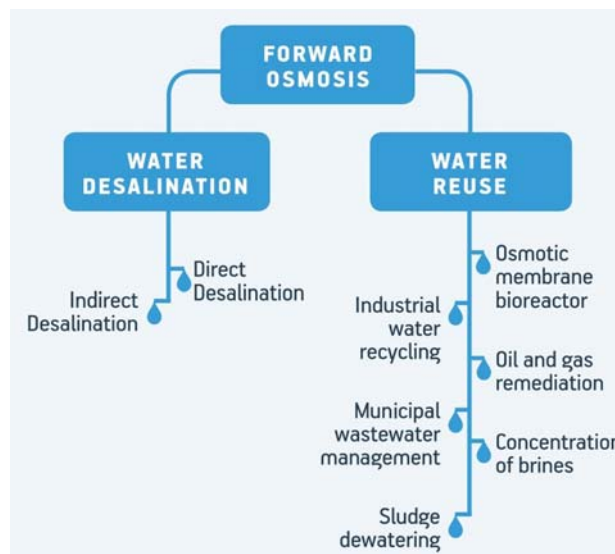 FORWARD
OSMOSIS
WATER
DESALINATION
Direct
Desalination
Indirect
Desalination
WATER
REUSE
Osmotic
membrane
bioreactor
Industrial
water
recycling
Oil and gas
remediation
Municipal
wastewater
management
Concentration
of brines
Sludge
dewatering